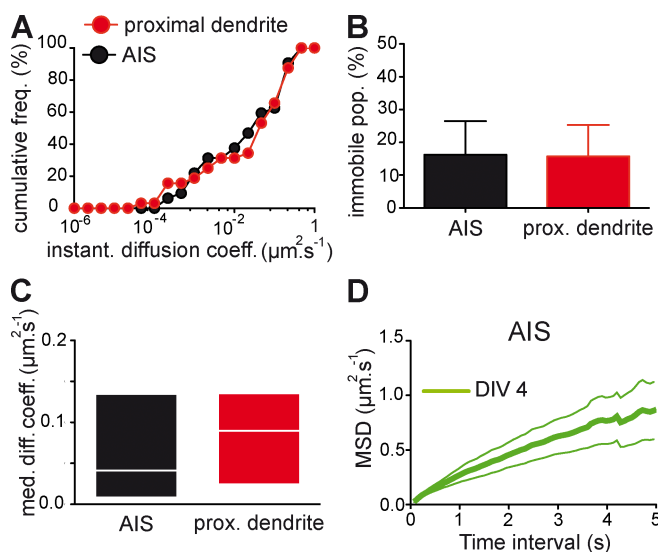 A
proximal dendrite
AIS
cumulative freq. (%)
100
80
60
40
20
0
10⁻⁶
10⁻⁴
10⁻²
1
instant. diffusion coeff. (µm².s⁻¹)
B
immobile pop. (%)
50
40
30
20
10
0
AIS
prox. dendrite
C
med. diff. coeff. (µm²·⁻¹)
0.2
0.1
0.0
AIS
prox. dendrite
D
AIS
DIV 4
MSD (µm².s⁻¹)
1.5
1.0
0.5
0.0
0
1
2
3
4
5
Time interval (s)